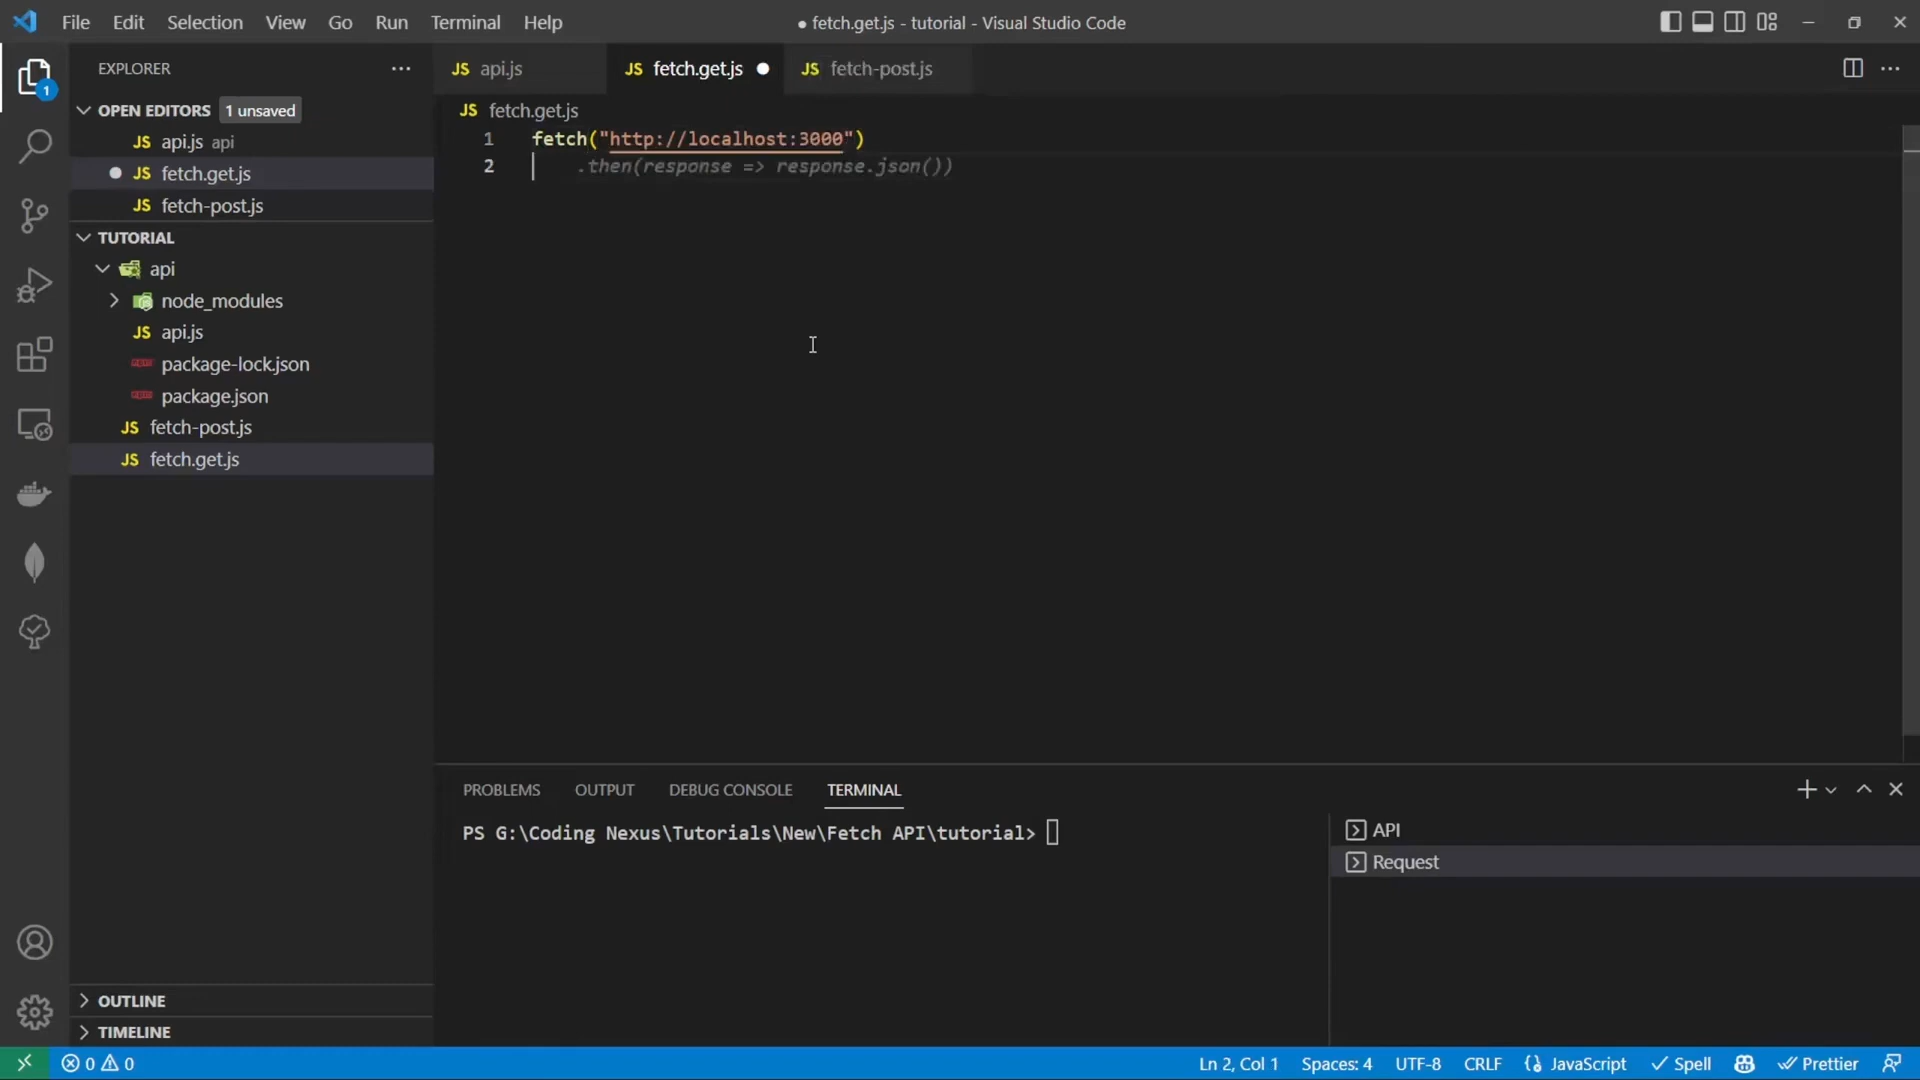 File Edit Selection View Go Run Terminal Help
● fetch.get.js - tutorial - Visual Studio Code
EXPLORER
1
JS api.js
JS fetch.get.js
JS fetch-post.js
OPEN EDITORS 1 unsaved
JS api.js api
JS fetch.get.js
JS fetch-post.js
TUTORIAL
api
node_modules
JS api.js
package-lock.json
package.json
JS fetch-post.js
JS fetch.get.js
OUTLINE
TIMELINE
JS fetch.get.js
1 fetch("http://localhost:3000")
2 .then(response => response.json())
PROBLEMS OUTPUT DEBUG CONSOLE TERMINAL
PS G:\Coding Nexus\Tutorials\New\Fetch API\tutorial>
API
Request
0 0
Ln 2, Col 1 Spaces: 4 UTF-8 CRLF {} JavaScript Spell Prettier